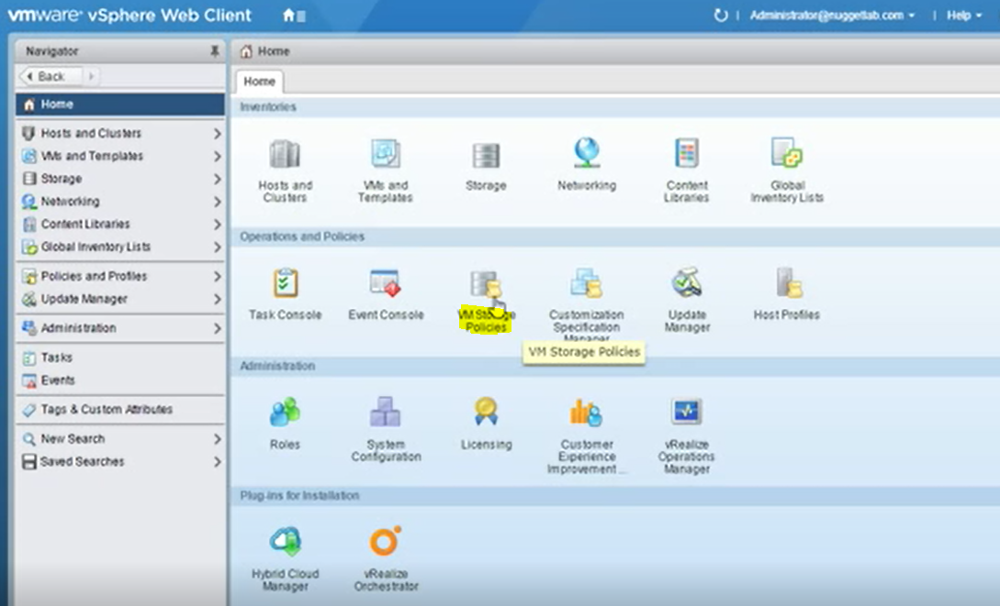 vmware® vSphere Web Client
Administrator@nuggetlab.com
Help
Navigator
Back
Home
Hosts and Clusters
VMs and Templates
Storage
Networking
Content Libraries
Global Inventory Lists
Policies and Profiles
Update Manager
Administration
Tasks
Events
Tags & Custom Attributes
New Search
Saved Searches
Home
Home
Inventories
Hosts and
Clusters
VMs and
Templates
Storage
Networking
Content
Libraries
Global
Inventory Lists
Operations and Policies
Task Console
Event Console
VM Storage
Policies
Customization
Specification
Manager
Update
Manager
Host Profiles
VM Storage Policies
Administration
Roles
System
Configuration
Licensing
Customer
Experience
Improvement ...
vRealize
Operations
Manager
Plug-ins for Installation
Hybrid Cloud
Manager
vRealize
Orchestrator